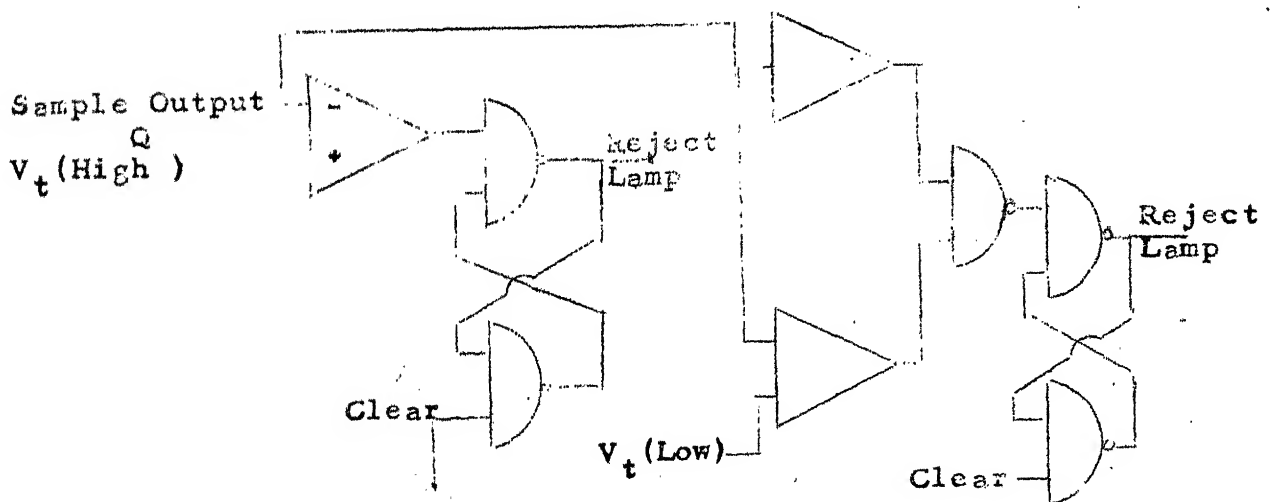 Sample Output
Q
V_t(High )
-
+
Reject
Lamp
Clear
V_t(Low)
Reject
Lamp
Clear